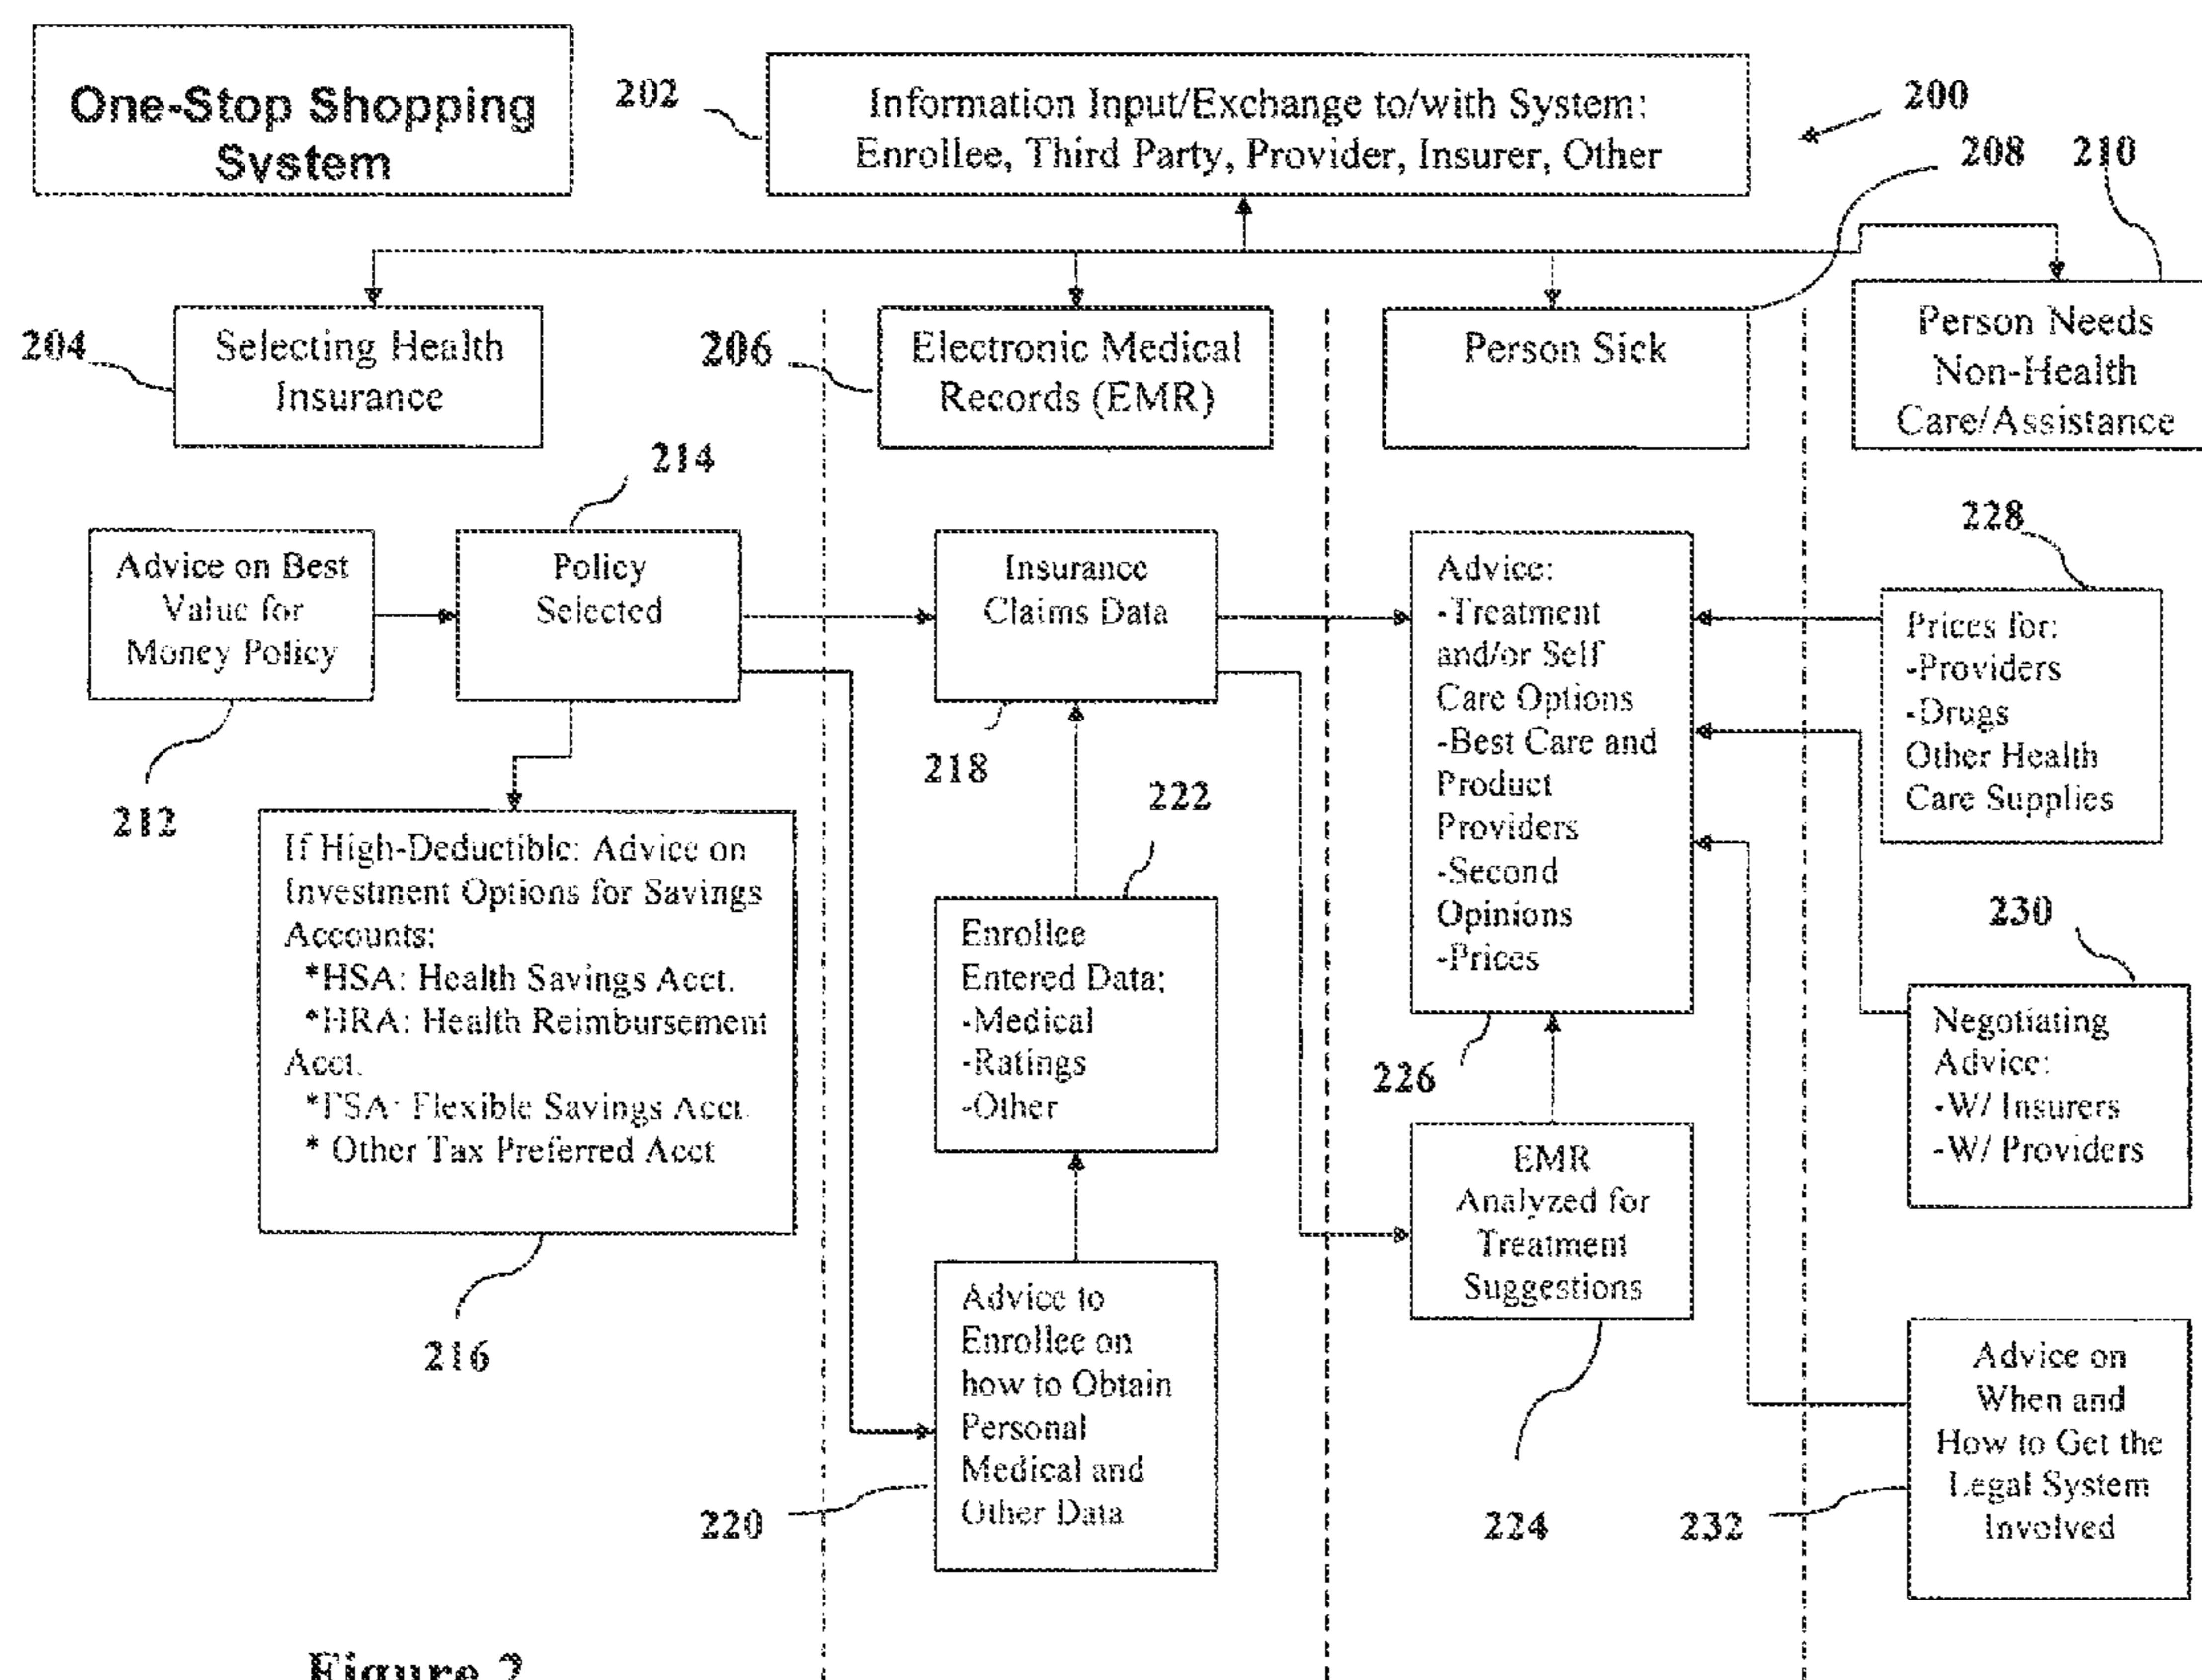 One-Stop Shopping
System
202
Information Input/Exchange to/with System:
Enrollee, Third Party, Provider, Insurer, Other
200
208
210
204
Selecting Health
Insurance
206
Electronic Medical
Records (EMR)
Person Sick
Person Needs
Non-Health
Care/Assistance
214
Advice on Best
Value for
Money Policy
212
Policy
Selected
If High-Deductible: Advice on
Investment Options for Savings
Accounts:
*HSA: Health Savings Acct.
*HRA: Health Reimbursement
Acct.
*FSA: Flexible Savings Acct.
* Other Tax Preferred Acct
216
Insurance
Claims Data
218
222
Enrollee
Entered Data;
-Medical
-Ratings
-Other
Advice to
Enrollee on
how to Obtain
Personal
Medical and
Other Data
220
Advice:
-Treatment
and/or Self
Care Options
-Best Care and
Product
Providers
-Second
Opinions
-Prices
226
EMR
Analyzed for
Treatment
Suggestions
224
228
Prices for:
-Providers
-Drugs
Other Health
Care Supplies
230
Negotiating
Advice:
-W/ Insurers
-W/ Providers
232
Advice on
When and
How to Get the
Legal System
Involved
Figure 2